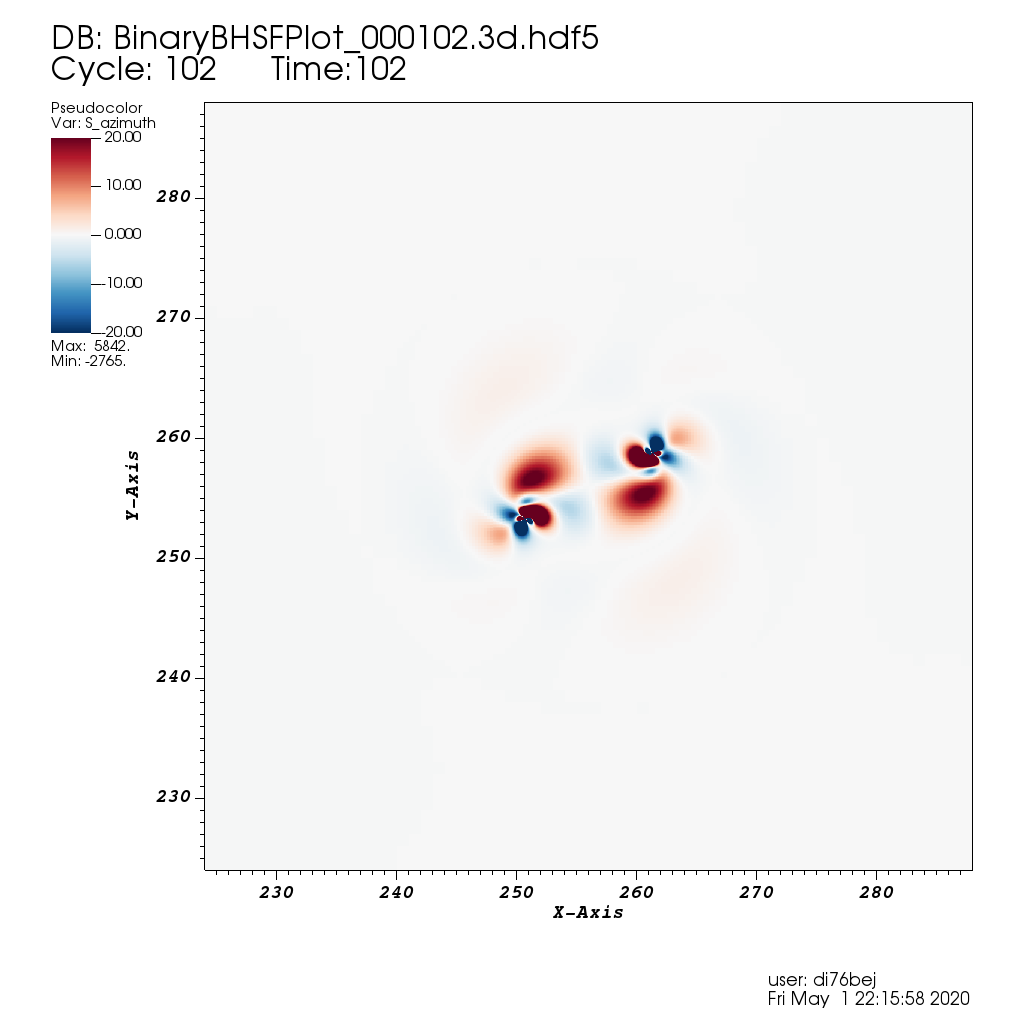 DB: BinaryBHSFPlot_000102.3d.hdf5
Cycle: 102 Time:102
Pseudocolor
Var: S_azimuth
20.00
10.00
0.000
-10.00
-20.00
Max: 5842.
Min: -2765.
280
270
260
250
240
230
Y-Axis
230 240 250 260 270 280
X-Axis
user: di76bej
Fri May 1 22:15:58 2020